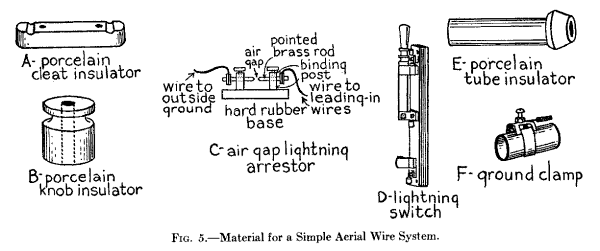 A- porcelain
cleat insulator
B- porcelain
knob insulator
air
gap
pointed
brass rod
binding
post
wire to
outside
ground
wire to
leading-in
wires
hard rubber
base
C- air gap lightning
arrestor
D-lightning
switch
E- porcelain
tube insulator
F- ground clamp
FIG. 5.—Material for a Simple Aerial Wire System.